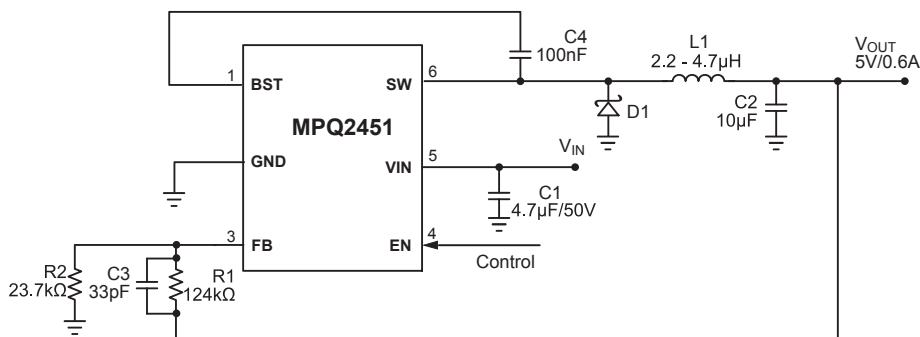 C4
100nF
L1
2.2 - 4.7µH
VOUT
5V/0.6A
1
BST
SW
6
C2
10µF
D1
MPQ2451
GND
VIN
5
VIN
C1
4.7µF/50V
3
FB
EN
4
Control
R2
23.7kΩ
C3
33pF
R1
124kΩ